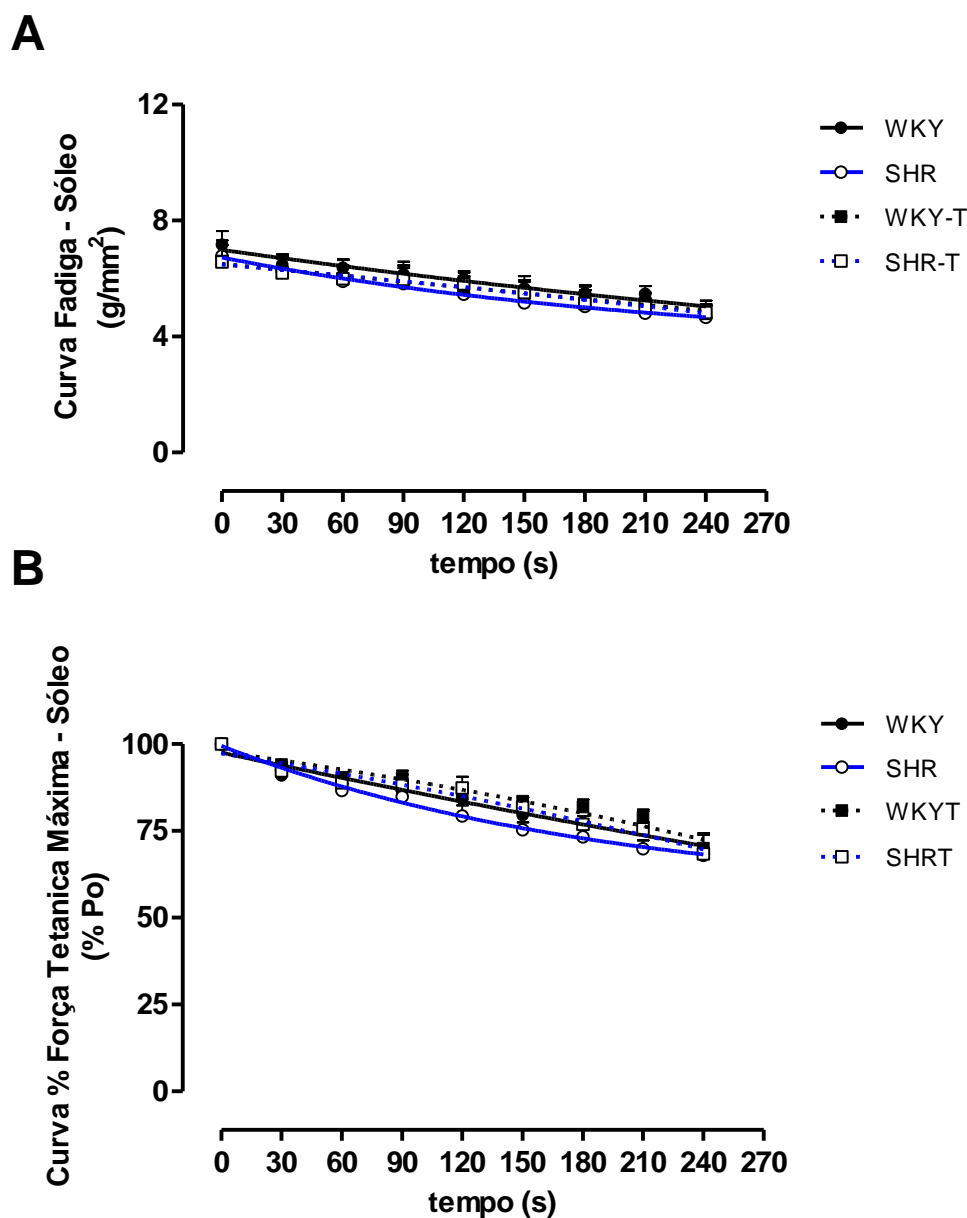 A
Curva Fadiga - Sóleo
(g/mm²)
12
8
4
0
0 30 60 90 120 150 180 210 240 270
tempo (s)
WKY
SHR
WKY-T
SHR-T
B
Curva % Força Tetanica Máxima - Sóleo
(% Po)
100
75
50
25
0
0 30 60 90 120 150 180 210 240 270
tempo (s)
WKY
SHR
WKYT
SHRT